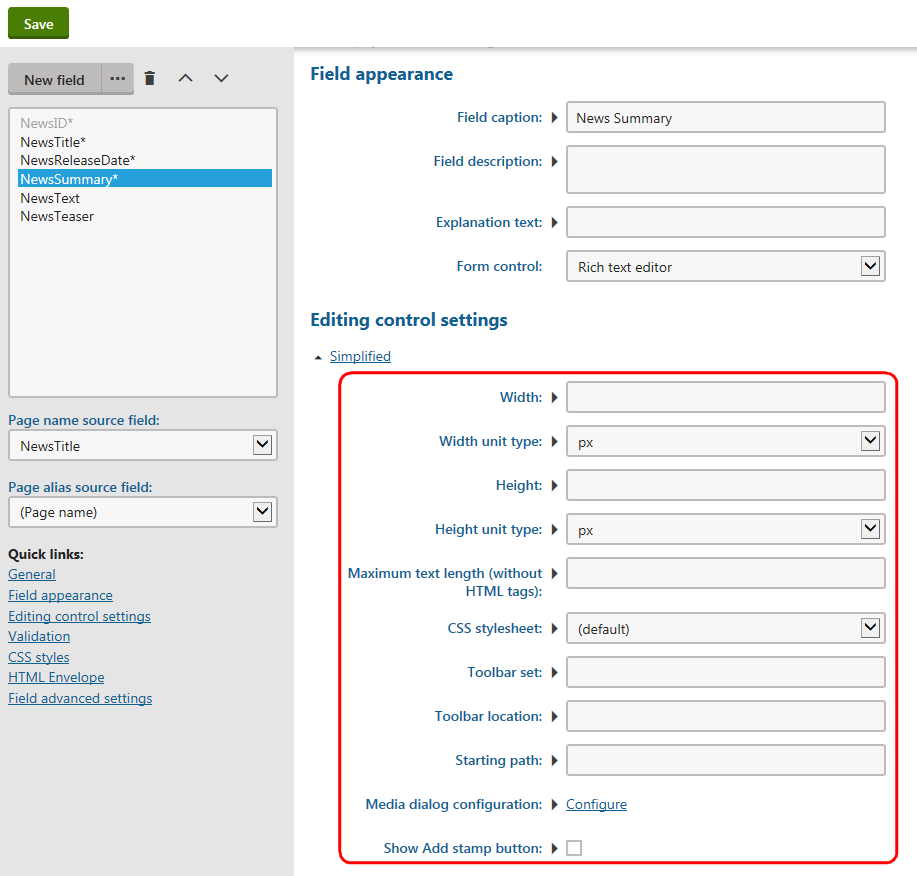 Save
New field
NewsID*
NewsTitle*
NewsReleaseDate*
NewsSummary*
NewsText
NewsTeaser
Page name source field:
NewsTitle
Page alias source field:
(Page name)
Quick links:
General
Field appearance
Editing control settings
Validation
CSS styles
HTML Envelope
Field advanced settings
Field appearance
Field caption: News Summary
Field description:
Explanation text:
Form control: Rich text editor
Editing control settings
Simplified
Width:
Width unit type: px
Height:
Height unit type: px
Maximum text length (without
HTML tags):
CSS stylesheet: (default)
Toolbar set:
Toolbar location:
Starting path:
Media dialog configuration: Configure
Show Add stamp button: